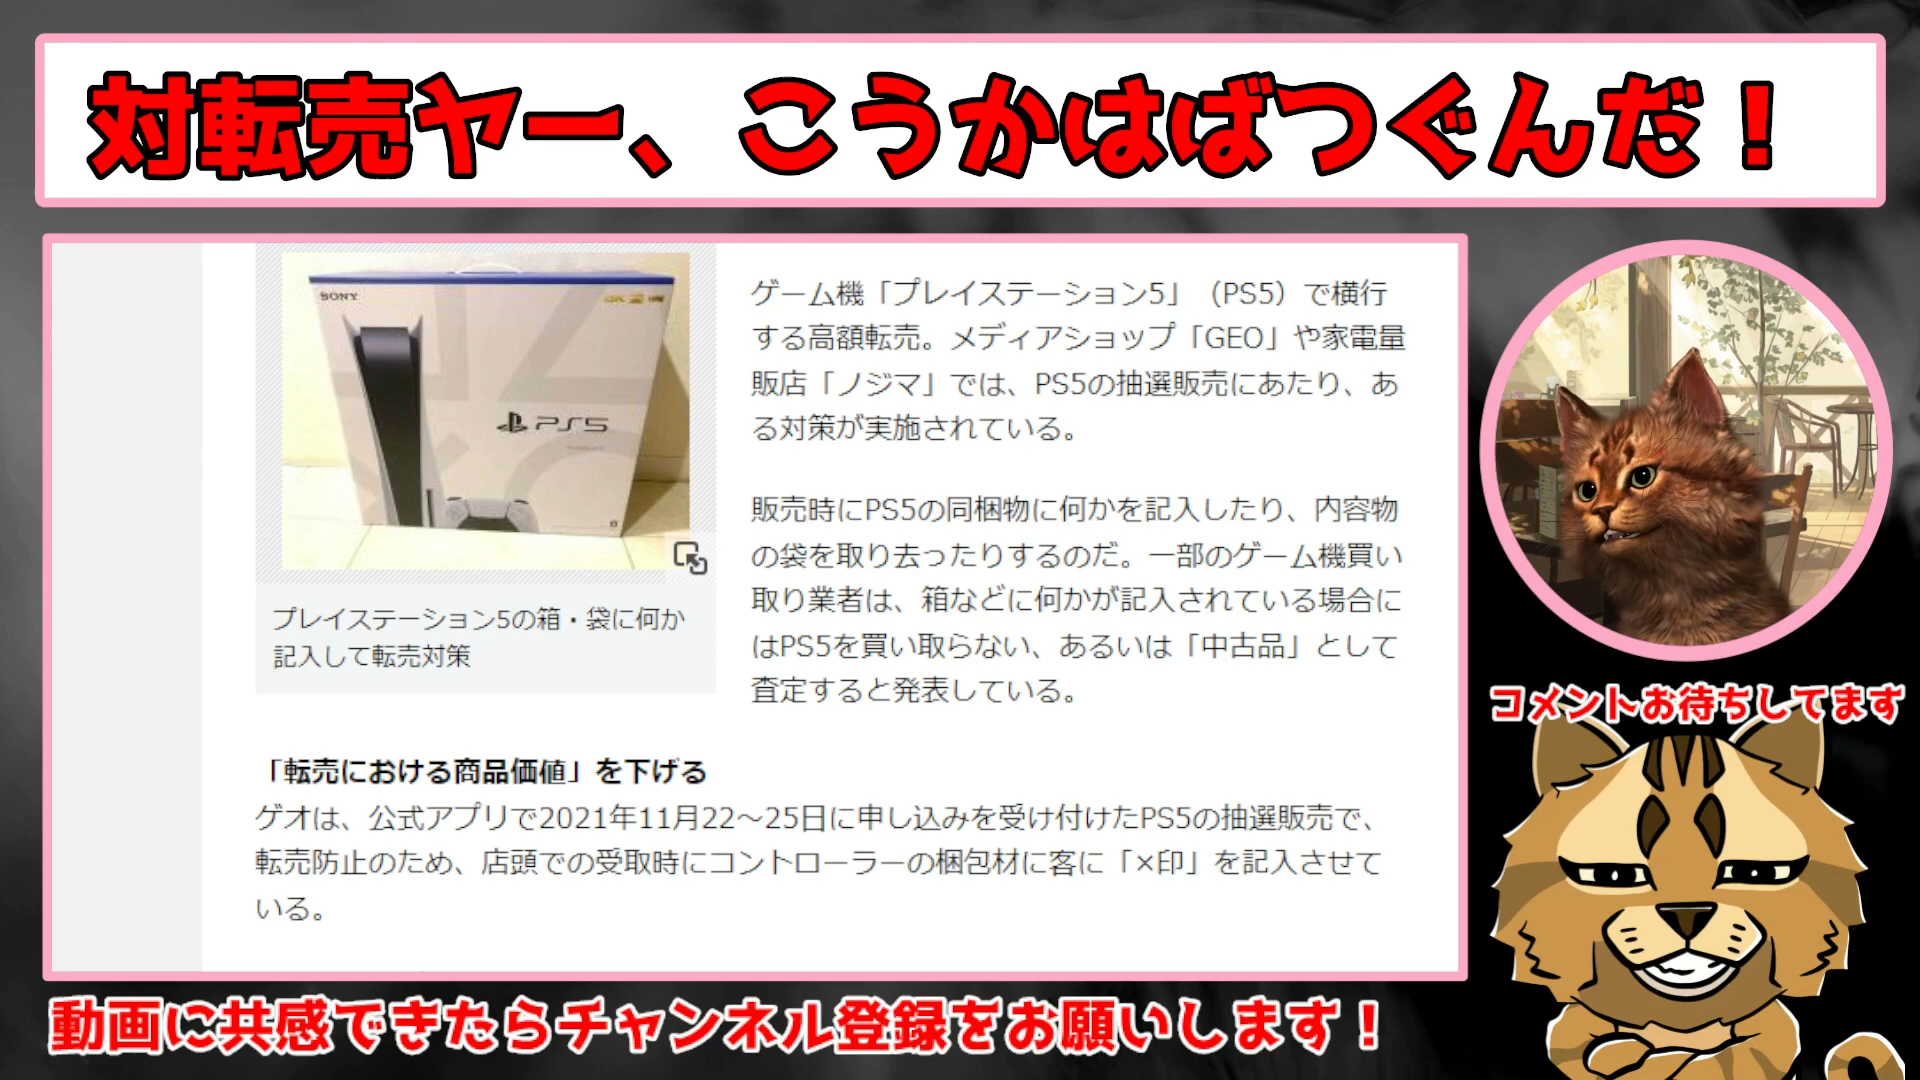 対転売ヤー、こうかはばつぐんだ！
SONY
PS5
プレイステーション5の箱・袋に何か
記入して転売対策
ゲーム機「プレイステーション5」（PS5）で横行
する高額転売。メディアショップ「GEO」や家電量
販店「ノジマ」では、PS5の抽選販売にあたり、あ
る対策が実施されている。
販売時にPS5の同梱物に何かを記入したり、内容物
の袋を取り去ったりするのだ。一部のゲーム機買い
取り業者は、箱などに何かが記入されている場合に
はPS5を買い取らない、あるいは「中古品」として
査定すると発表している。
「転売における商品価値」を下げる
ゲオは、公式アプリで2021年11月22～25日に申し込みを受け付けたPS5の抽選販売で、
転売防止のため、店頭での受取時にコントローラーの梱包材に客に「×印」を記入させて
いる。
コメントお待ちしてます
動画に共感できたらチャンネル登録をお願いします！